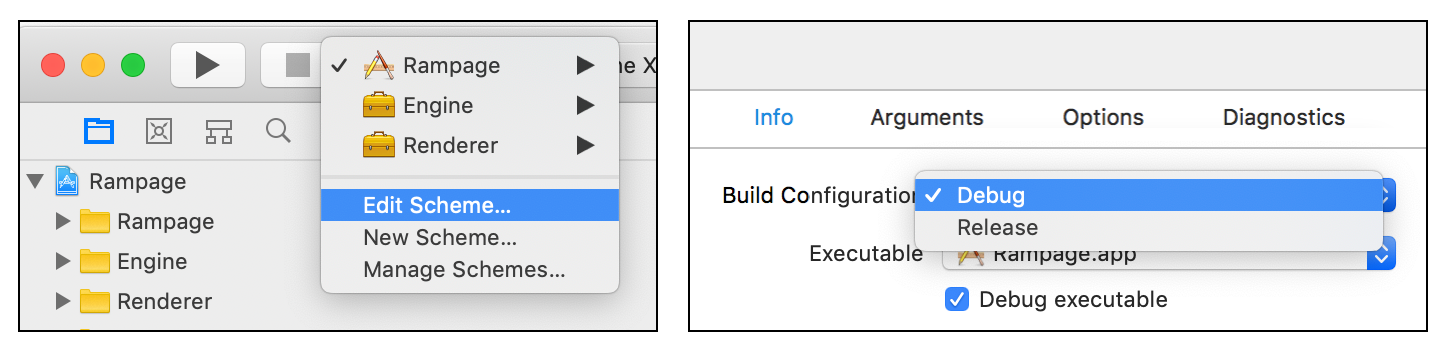 Rampage
Engine
Renderer
Edit Scheme...
New Scheme...
Manage Schemes...
Rampage
Rampage
Engine
Renderer
Info Arguments Options Diagnostics
Build Configuration
Debug
Release
Executable Rampage.app
Debug executable